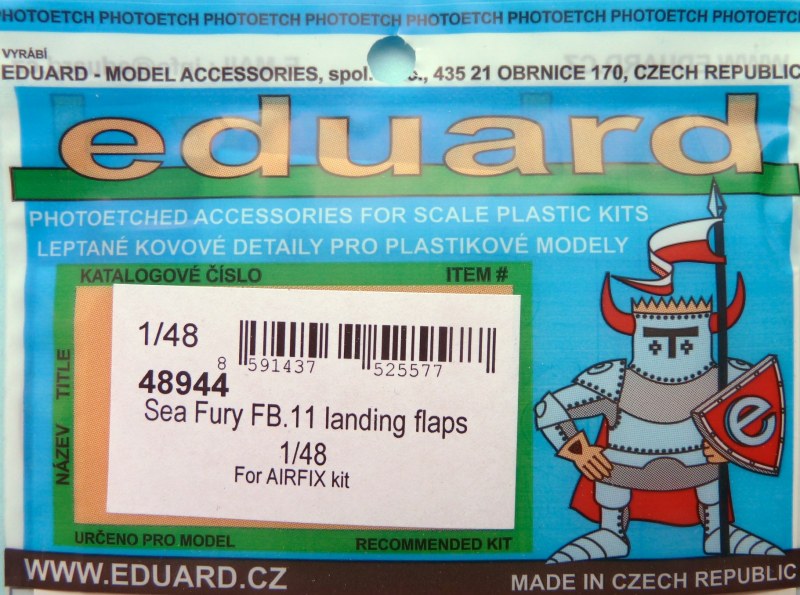 PHOTOETCH PHOTOETCH PHOTOETCH PHOTOETCH PHOTOETCH PHOTOETCH PHOTOETCH
VYRÁBÍ
EDUARD - MODEL ACCESSORIES, spol. 435 21 OBRNICE 170, CZECH REPUBLIC
eduard
PHOTOETCHED ACCESSORIES FOR SCALE PLASTIC KITS
LEPTANÉ KOVOVÉ DETAILY PRO PLASTIKOVÉ MODELY
KATALOGOVÉ ČÍSLO ITEM #
NÁZEV TITLE
1/48
8 591437 525577
48944
Sea Fury FB.11 landing flaps
1/48
For AIRFIX kit
e
URČENO PRO MODEL RECOMMENDED KIT
WWW.EDUARD.CZ MADE IN CZECH REPUBLIC